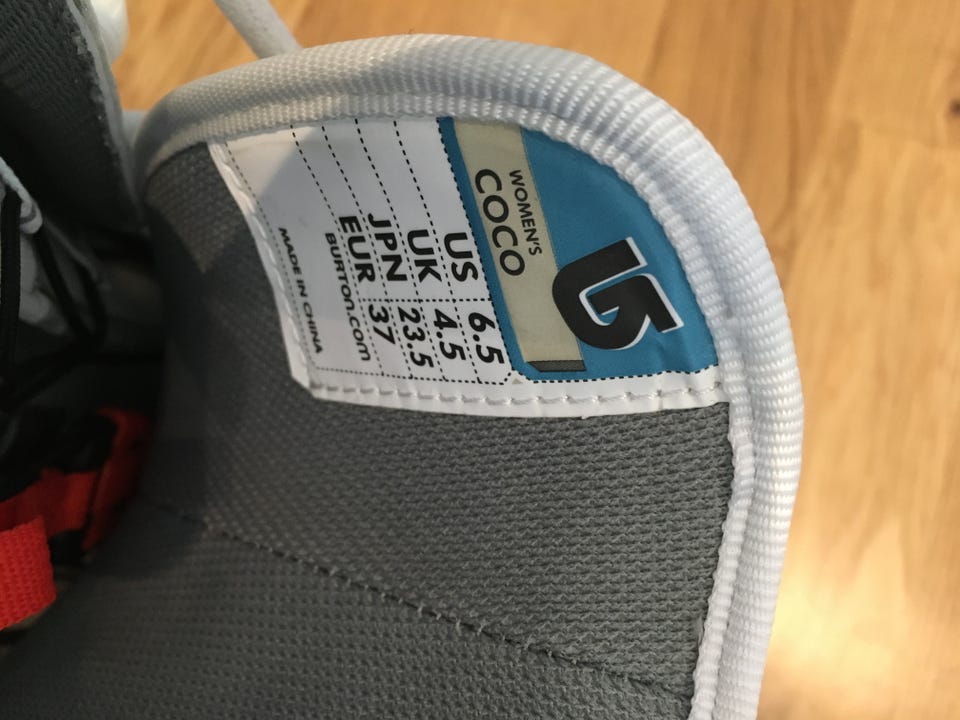 WOMEN'S
COCO
US 6.5
UK 4.5
JPN 23.5
EUR 37
BURTON.com
MADE IN CHINA